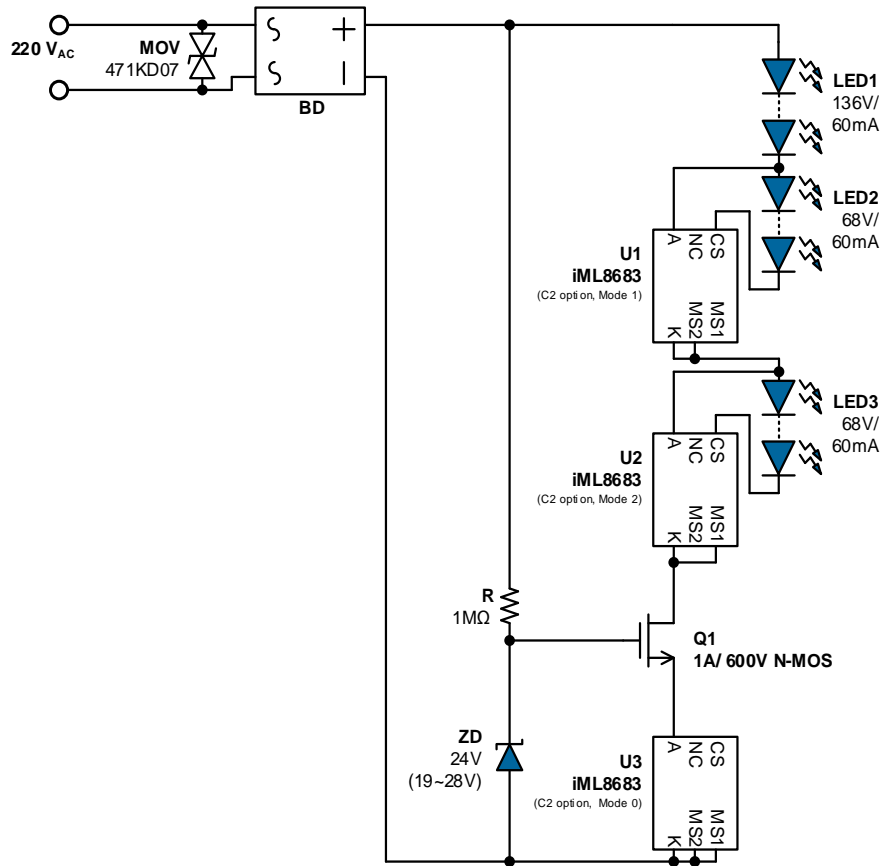 220 VAC
MOV
471KD07
BD
LED1
136V/
60mA
LED2
68V/
60mA
A
NC
CS
K
MS2
MS1
U1
iML8683
(C2 option, Mode 1)
LED3
68V/
60mA
A
NC
CS
K
MS2
MS1
U2
iML8683
(C2 option, Mode 2)
R
1MΩ
Q1
1A/ 600V N-MOS
ZD
24V
(19~28V)
A
NC
CS
K
MS2
MS1
U3
iML8683
(C2 option, Mode 0)